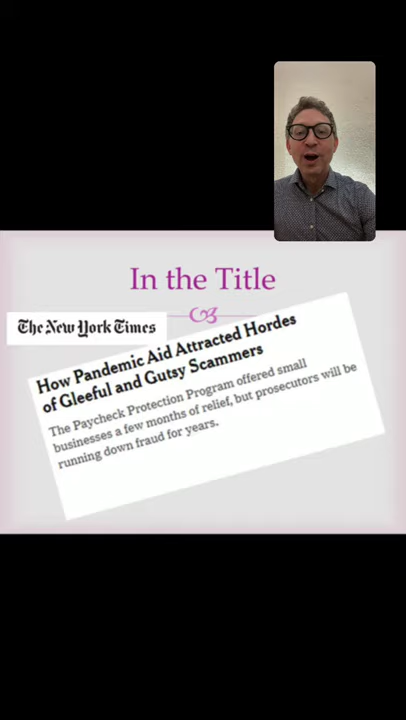 In the Title
The New York Times
How Pandemic Aid Attracted Hordes
of Gleeful and Gutsy Scammers
The Paycheck Protection Program offered small
businesses a few months of relief, but prosecutors will be
running down fraud for years.